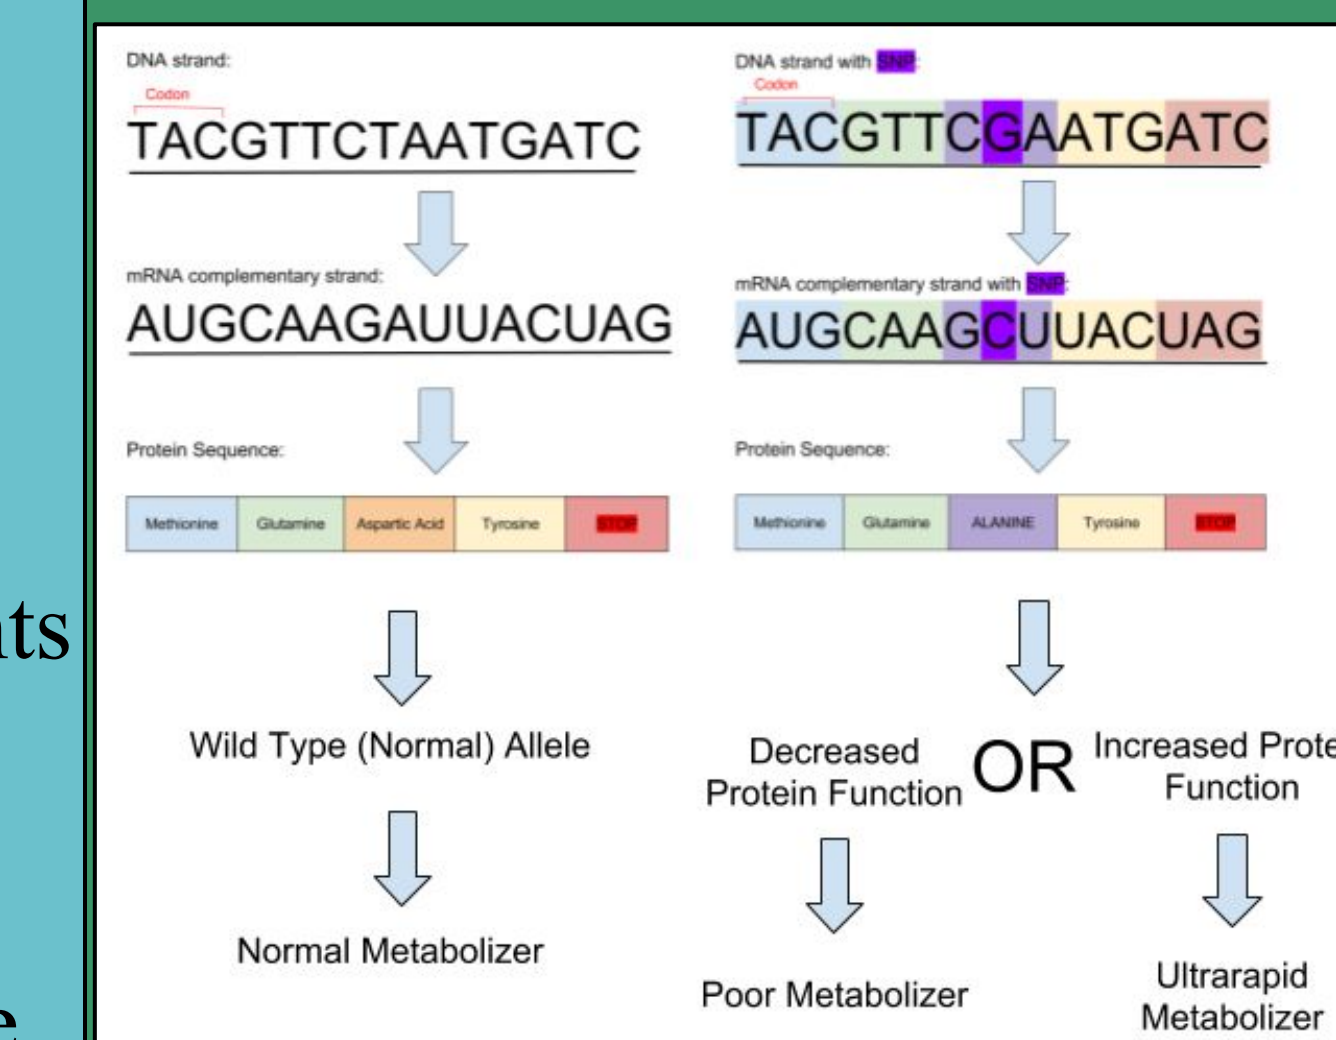 DNA strand:
Codon
TACGTTCTAATGATC
mRNA complementary strand:
AUGCAAGAUUACUAG
Protein Sequence:
Methionine Glutamine Aspartic Acid Tyrosine STOP
Wild Type (Normal) Allele
Normal Metabolizer
DNA strand with SNP:
Codon
TACGTTCGAATGATC
mRNA complementary strand with SNP:
AUGCAAGCUUACUAG
Protein Sequence:
Methionine Glutamine ALANINE Tyrosine STOP
Decreased
Protein Function
OR
Increased Prote
Function
Poor Metabolizer
Ultrarapid
Metabolizer
nts
e